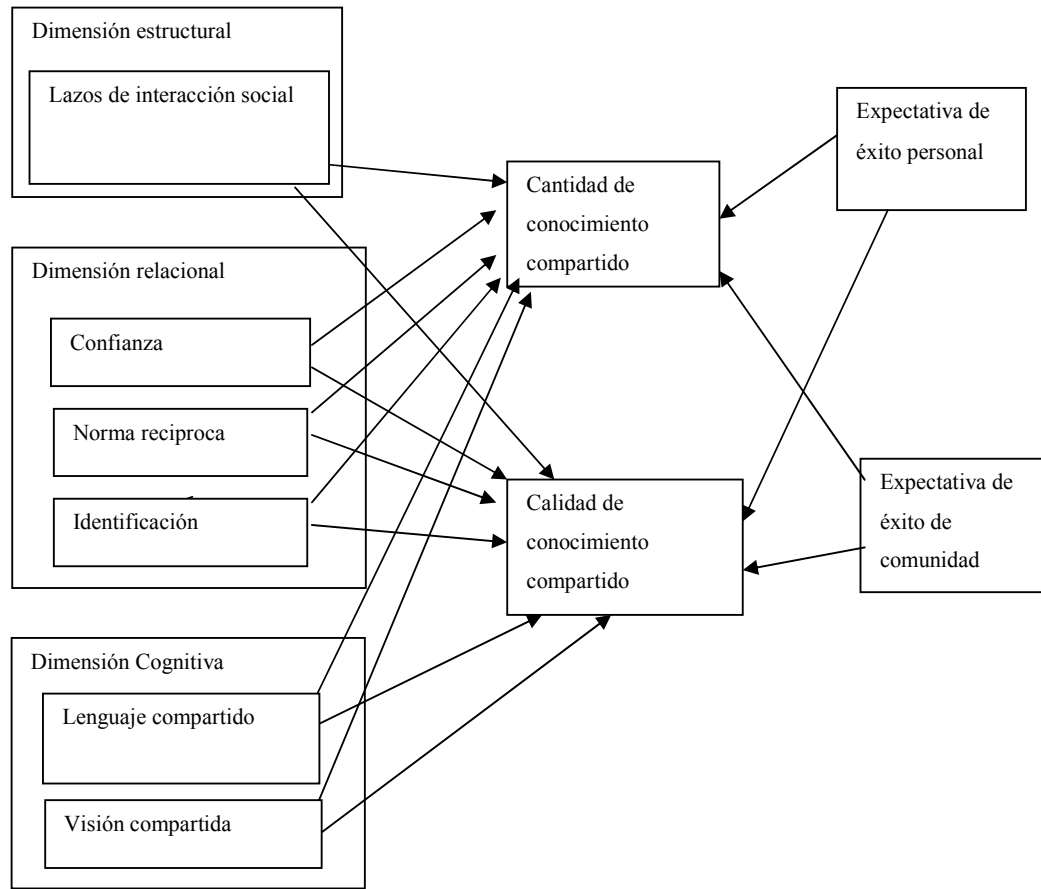 Dimensión estructural
Lazos de interacción social
Dimensión relacional
Confianza
Norma reciproca
Identificación
Dimensión Cognitiva
Lenguaje compartido
Visión compartida
Cantidad de
conocimiento
compartido
Calidad de
conocimiento
compartido
Expectativa de
éxito personal
Expectativa de
éxito de
comunidad